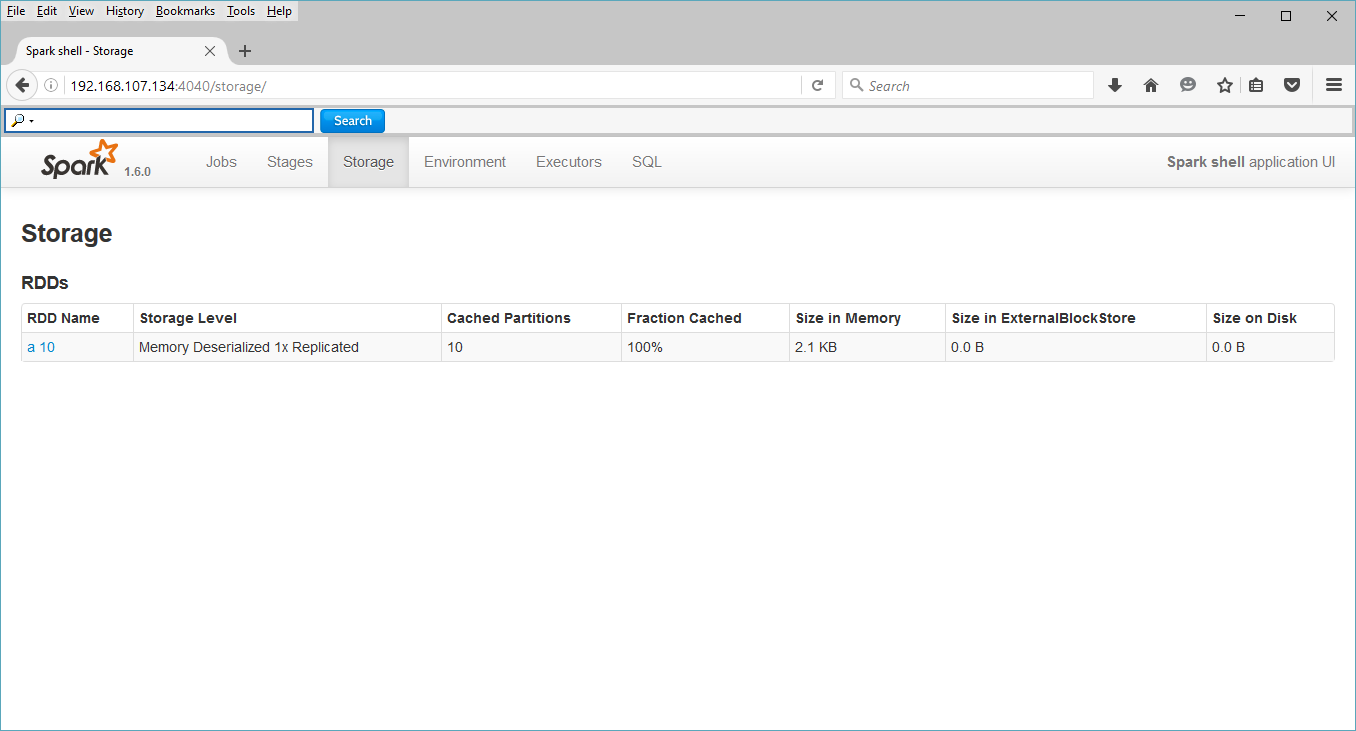 File Edit View History Bookmarks Tools Help
Spark shell - Storage
192.168.107.134:4040/storage/ Search
Search
Spark 1.6.0 Jobs Stages Storage Environment Executors SQL Spark shell application UI
Storage
RDDs
RDD Name Storage Level Cached Partitions Fraction Cached Size in Memory Size in ExternalBlockStore Size on Disk
a 10 Memory Deserialized 1x Replicated 10 100% 2.1 KB 0.0 B 0.0 B